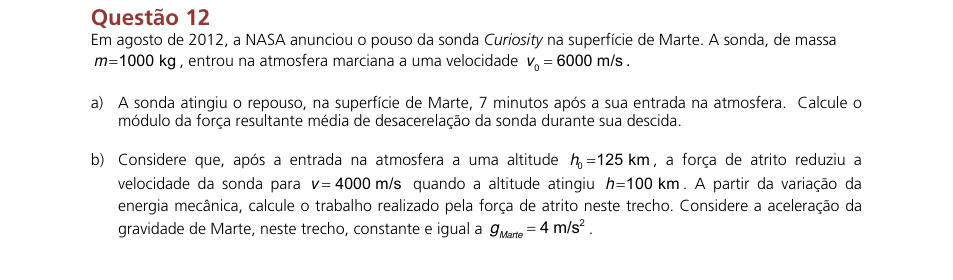 Questão 12
Em agosto de 2012, a NASA anunciou o pouso da sonda Curiosity na superfície de Marte. A sonda, de massa
m=1000 kg, entrou na atmosfera marciana a uma velocidade v₀ = 6000 m/s.
a) A sonda atingiu o repouso, na superfície de Marte, 7 minutos após a sua entrada na atmosfera. Calcule o
módulo da força resultante média de desacerelação da sonda durante sua descida.
b) Considere que, após a entrada na atmosfera a uma altitude h₀ =125 km, a força de atrito reduziu a
velocidade da sonda para v= 4000 m/s quando a altitude atingiu h=100 km. A partir da variação da
energia mecânica, calcule o trabalho realizado pela força de atrito neste trecho. Considere a aceleração da
gravidade de Marte, neste trecho, constante e igual a g_Marte = 4 m/s².